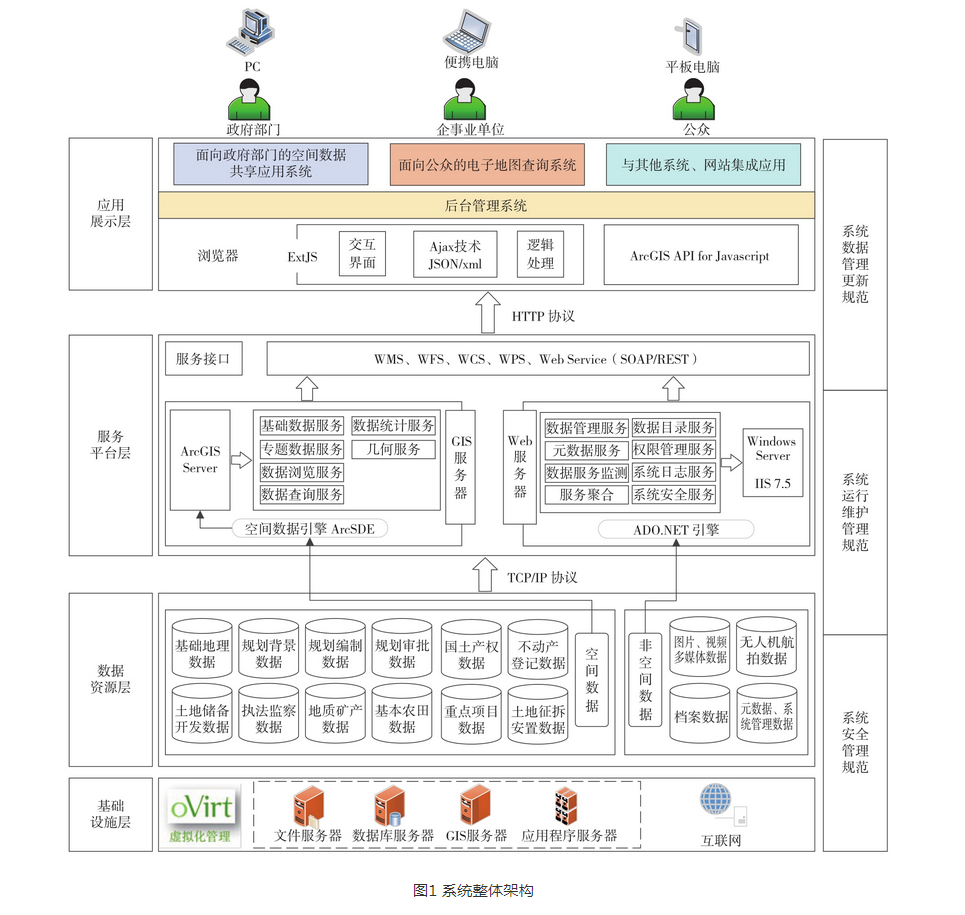 PC
便携电脑
平板电脑
政府部门
企事业单位
公众
应用
展示层
面向政府部门的空间数据
共享应用系统
面向公众的电子地图查询系统
与其他系统、网站集成应用
后台管理系统
浏览器
ExtJS
交互
界面
Ajax技术
JSON/xml
逻辑
处理
ArcGIS API for Javascript
HTTP 协议
服务
平台层
服务接口
WMS、WFS、WCS、WPS、Web Service（SOAP/REST）
ArcGIS
Server
基础数据服务
数据统计服务
专题数据服务
几何服务
数据浏览服务
数据查询服务
GIS
服
务
器
空间数据引擎 ArcSDE
Web
服
务
器
数据管理服务
数据目录服务
元数据服务
权限管理服务
数据服务监测
系统日志服务
服务聚合
系统安全服务
Windows
Server
IIS 7.5
ADO.NET 引擎
TCP/IP 协议
数据
资源层
基础地理
数据
规划背景
数据
规划编制
数据
规划审批
数据
国土产权
数据
不动产
登记数据
土地储备
开发数据
执法监察
数据
地质矿产
数据
基本农田
数据
重点项目
数据
土地征拆
安置数据
空
间
数
据
非
空
间
数
据
图片、视频
多媒体数据
无人机航
拍数据
档案数据
元数据、系
统管理数据
基础
设施层
oVirt
虚拟化管理
文件服务器
数据库服务器
GIS服务器
应用程序服务器
互联网
系统
数据
管理
更新
规范
系统
运行
维护
管理
规范
系统
安全
管理
规范
图1 系统整体架构